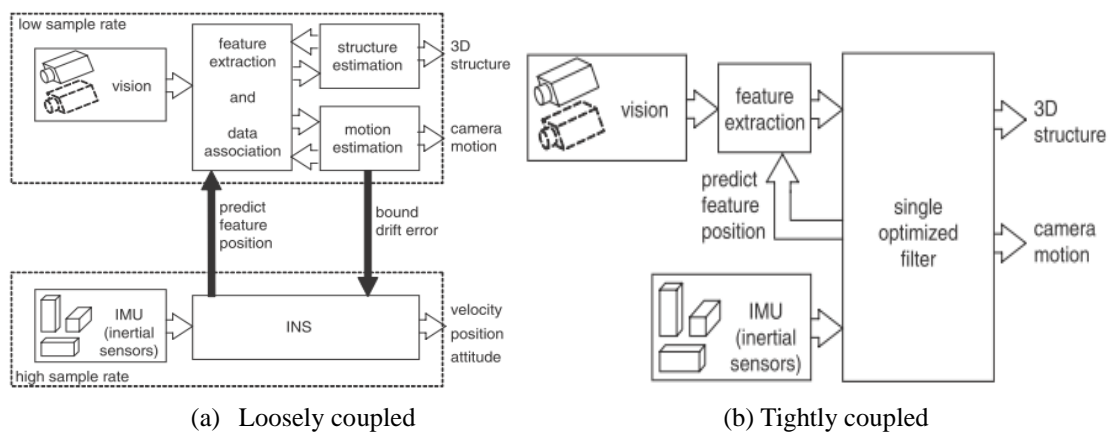 low sample rate
vision
feature
extraction
and
data
association
structure
estimation
motion
estimation
3D
structure
camera
motion
predict
feature
position
bound
drift error
IMU
(inertial
sensors)
INS
velocity
position
attitude
high sample rate
(a) Loosely coupled
vision
feature
extraction
predict
feature
position
IMU
(inertial
sensors)
single
optimized
filter
3D
structure
camera
motion
(b) Tightly coupled